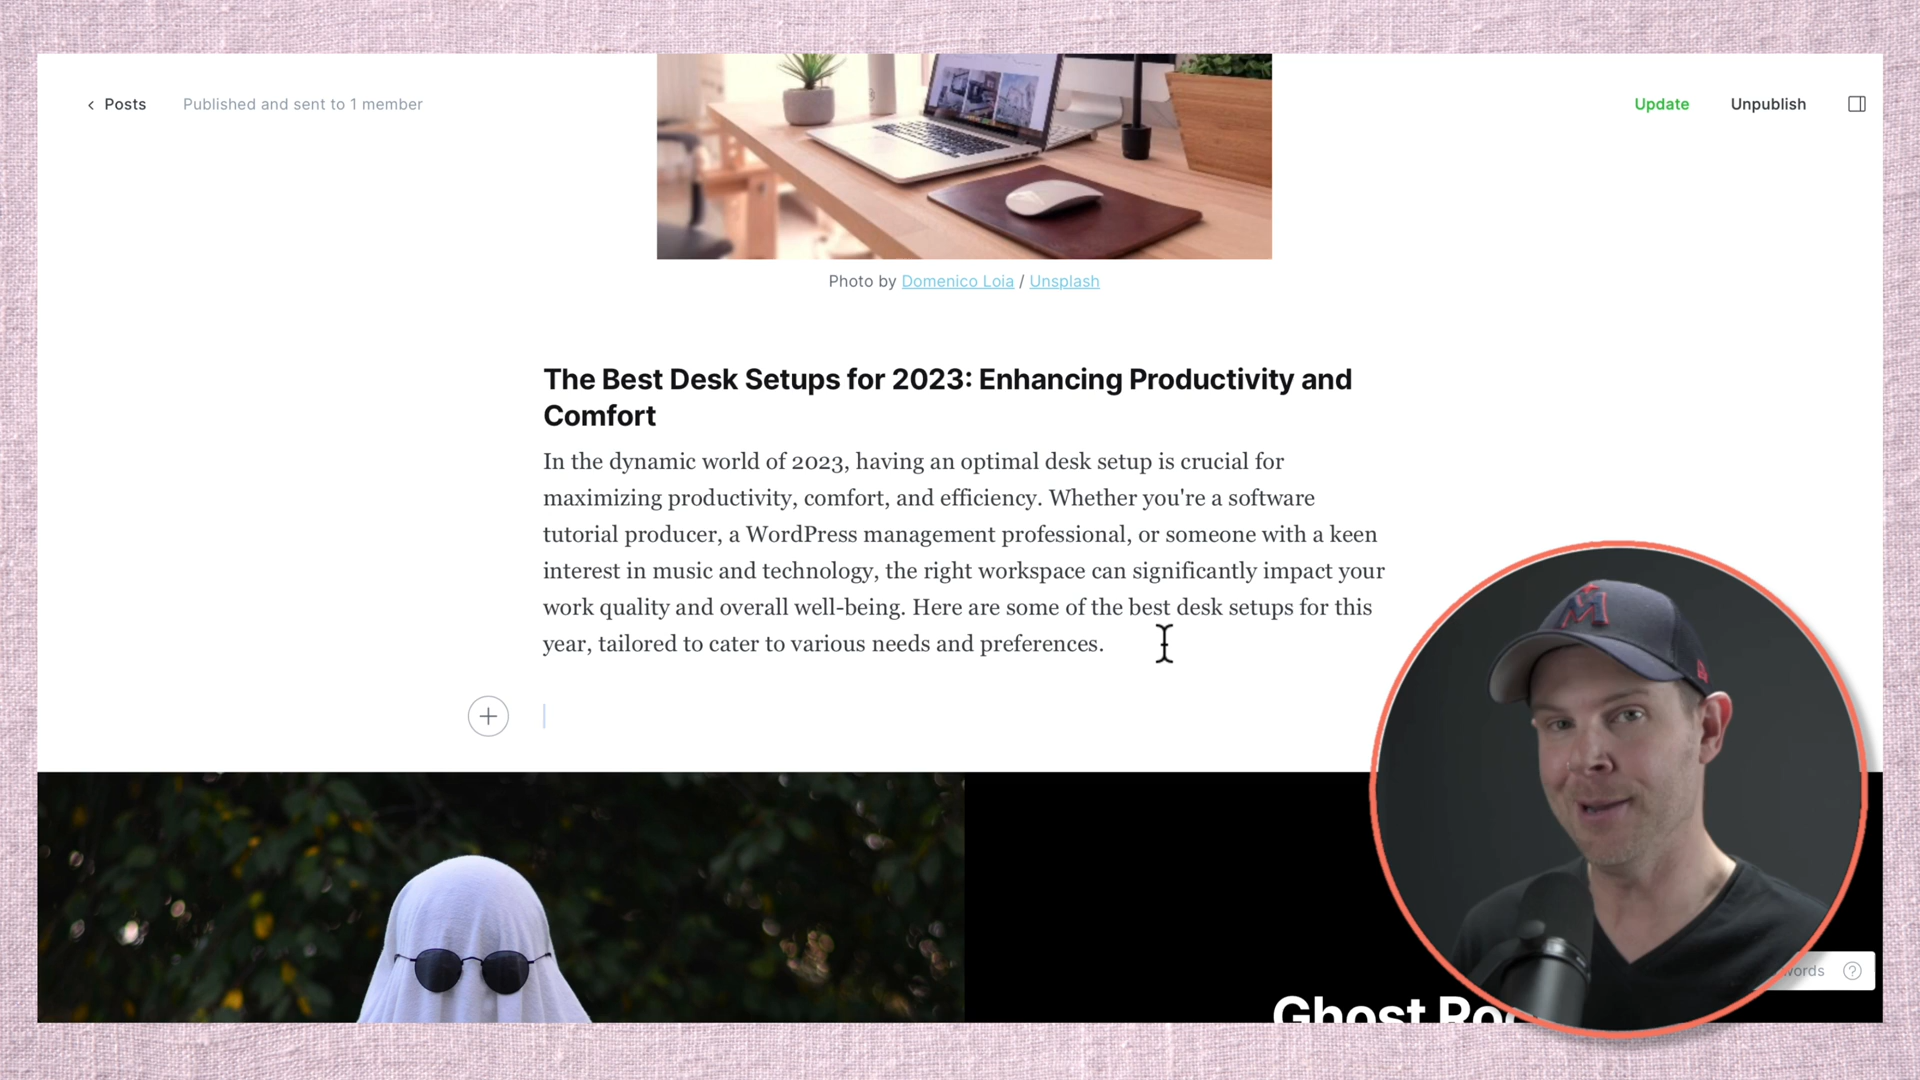 Posts
Published and sent to 1 member
Update
Unpublish
Photo by Domenico Loia / Unsplash
The Best Desk Setups for 2023: Enhancing Productivity and
Comfort
In the dynamic world of 2023, having an optimal desk setup is crucial for
maximizing productivity, comfort, and efficiency. Whether you're a software
tutorial producer, a WordPress management professional, or someone with a keen
interest in music and technology, the right workspace can significantly impact your
work quality and overall well-being. Here are some of the best desk setups for this
year, tailored to cater to various needs and preferences.
M
words
Ghost